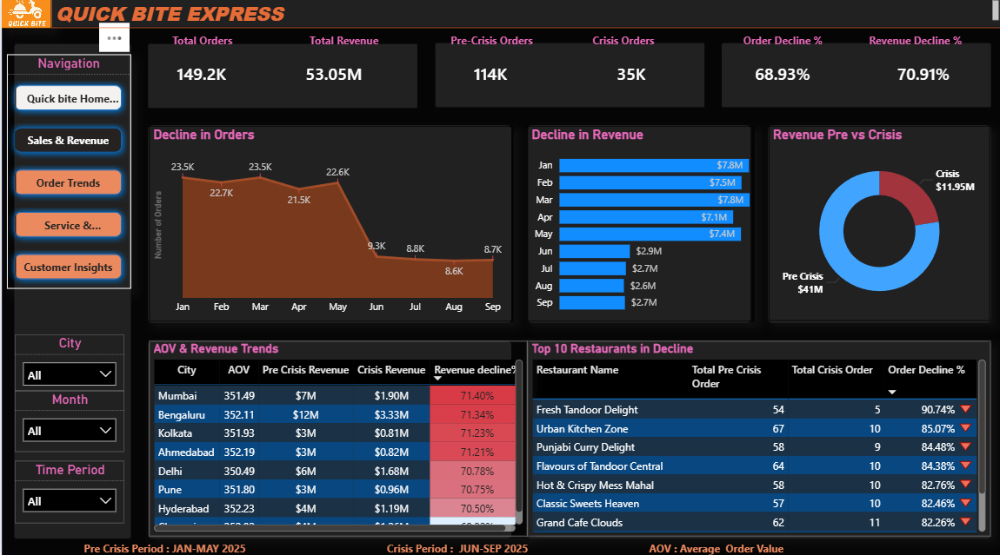 QUICK BITE
QUICK BITE EXPRESS
Total Orders
149.2K
Total Revenue
53.05M
Pre-Crisis Orders
114K
Crisis Orders
35K
Order Decline %
68.93%
Revenue Decline %
70.91%
Navigation
Quick bite Home...
Sales & Revenue
Order Trends
Service &...
Customer Insights
City
All
Month
All
Time Period
All
Decline in Orders
Number of Orders
23.5K
22.7K
23.5K
21.5K
22.6K
9.3K
8.8K
8.6K
8.7K
Jan Feb Mar Apr May Jun Jul Aug Sep
Decline in Revenue
Jan $7.8M
Feb $7.5M
Mar $7.8M
Apr $7.1M
May $7.4M
Jun $2.9M
Jul $2.7M
Aug $2.6M
Sep $2.7M
Revenue Pre vs Crisis
Crisis
$11.95M
Pre Crisis
$41M
AOV & Revenue Trends
City AOV Pre Crisis Revenue Crisis Revenue Revenue decline%
Mumbai 351.49 $7M $1.90M 71.40%
Bengaluru 352.11 $12M $3.33M 71.34%
Kolkata 351.93 $3M $0.81M 71.23%
Ahmedabad 352.19 $3M $0.82M 71.21%
Delhi 350.49 $6M $1.68M 70.78%
Pune 351.80 $3M $0.96M 70.75%
Hyderabad 352.23 $4M $1.19M 70.50%
Top 10 Restaurants in Decline
Restaurant Name Total Pre Crisis Order Total Crisis Order Order Decline %
Fresh Tandoor Delight 54 5 90.74%
Urban Kitchen Zone 67 10 85.07%
Punjabi Curry Delight 58 9 84.48%
Flavours of Tandoor Central 64 10 84.38%
Hot & Crispy Mess Mahal 58 10 82.76%
Classic Sweets Heaven 57 10 82.46%
Grand Cafe Clouds 62 11 82.26%
Pre Crisis Period : JAN-MAY 2025
Crisis Period : JUN-SEP 2025
AOV : Average Order Value